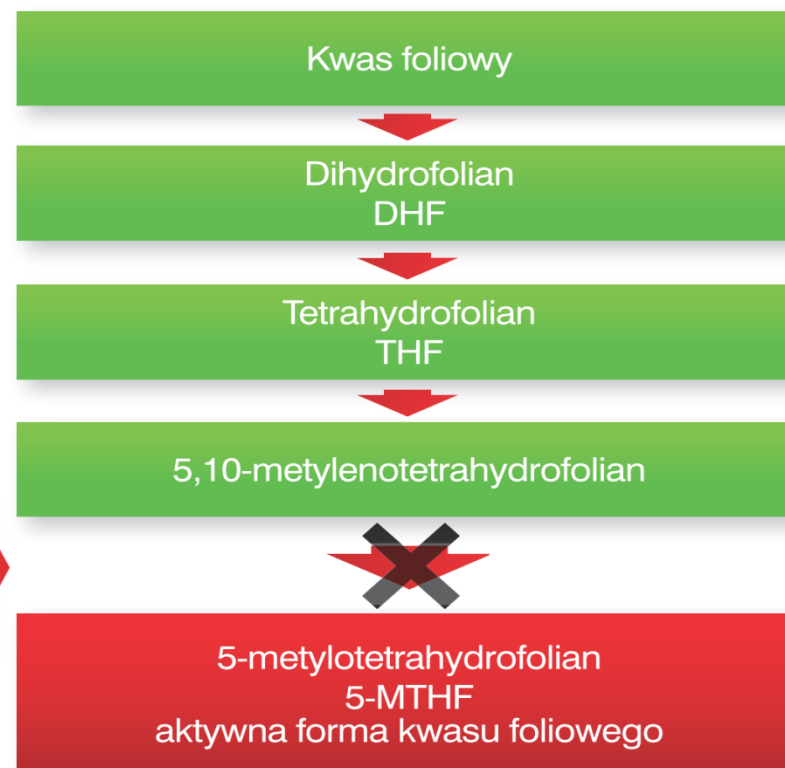 Kwas foliowy
Dihydrofolian
DHF
Tetrahydrofolian
THF
5,10-metylenotetrahydrofolian
5-metylotetrahydrofolian
5-MTHF
aktywna forma kwasu foliowego